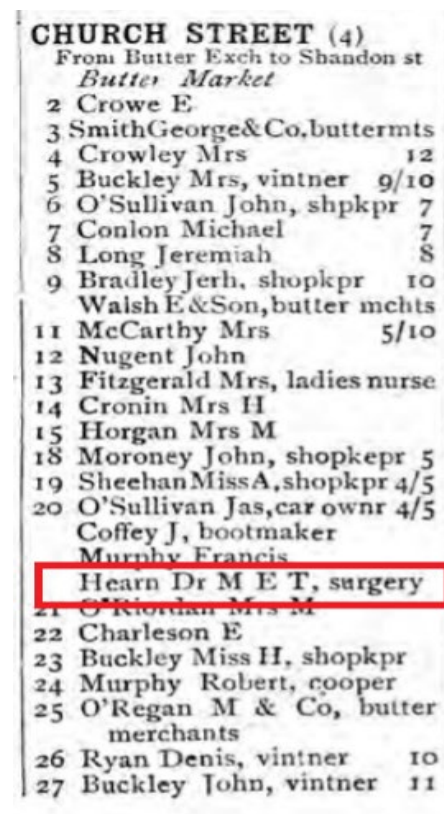 CHURCH STREET (4)
From Butter Exch to Shandon st
Butter Market
2 Crowe E
3 SmithGeorge&Co,buttermts
4 Crowley Mrs 12
5 Buckley Mrs, vintner 9/10
6 O'Sullivan John, shpkpr 7
7 Conlon Michael 7
8 Long Jeremiah 8
9 Bradley Jerh, shopkpr 10
Walsh E&Son,butter mchts
11 McCarthy Mrs 5/10
12 Nugent John
13 Fitzgerald Mrs, ladies nurse
14 Cronin Mrs H
15 Horgan Mrs M
18 Moroney John, shopkepr 5
19 SheehanMissA,shopkpr 4/5
20 O'Sullivan Jas,car ownr 4/5
Coffey J, bootmaker
Murphy Francis
Hearn Dr M E T, surgery
21 O'Riordan Mrs M
22 Charleson E
23 Buckley Miss H, shopkpr
24 Murphy Robert, cooper
25 O'Regan M & Co, butter
merchants
26 Ryan Denis, vintner 10
27 Buckley John, vintner 11